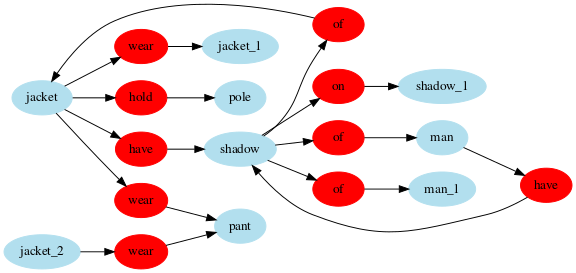 of
wear
jacket_1
jacket
hold
pole
on
shadow_1
have
shadow
of
man
wear
of
man_1
have
pant
jacket_2
wear